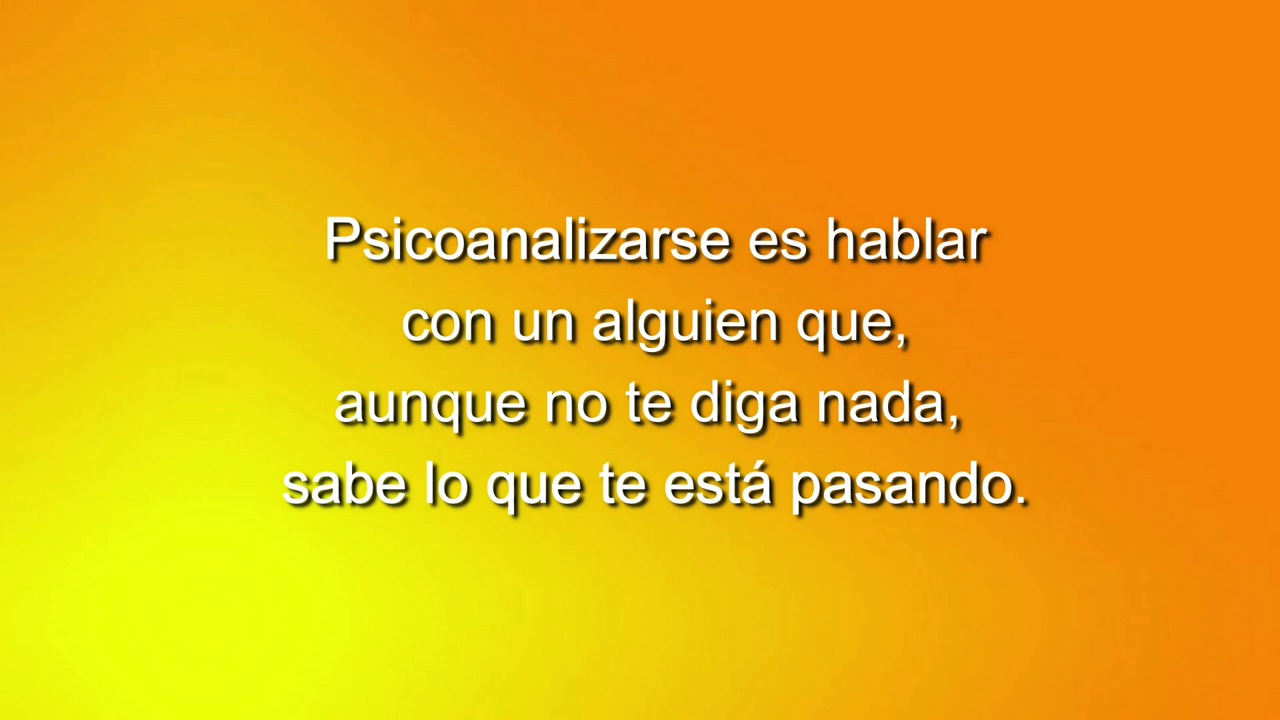 Psicoanalizarse es hablar
con un alguien que,
aunque no te diga nada,
sabe lo que te está pasando.